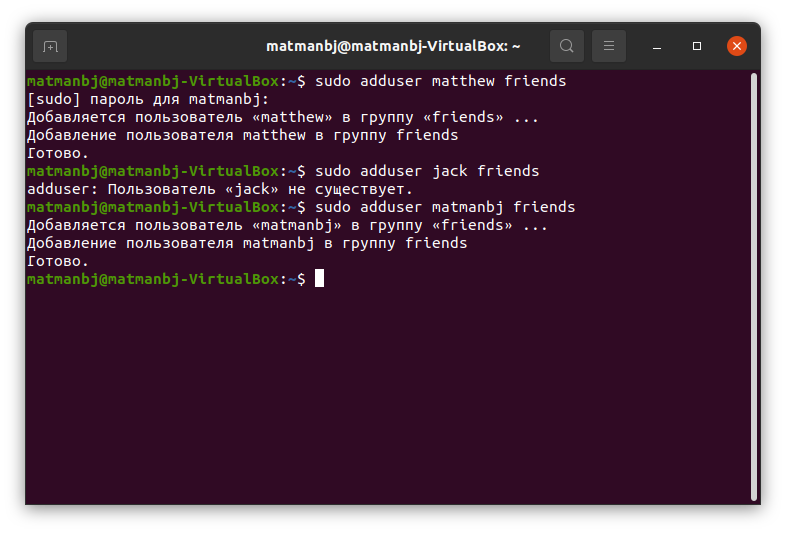 matmanbj@matmanbj-VirtualBox: ~
matmanbj@matmanbj-VirtualBox:~$ sudo adduser matthew friends
[sudo] пароль для matmanbj:
Добавляется пользователь «matthew» в группу «friends» ...
Добавление пользователя matthew в группу friends
Готово.
matmanbj@matmanbj-VirtualBox:~$ sudo adduser jack friends
adduser: Пользователь «jack» не существует.
matmanbj@matmanbj-VirtualBox:~$ sudo adduser matmanbj friends
Добавляется пользователь «matmanbj» в группу «friends» ...
Добавление пользователя matmanbj в группу friends
Готово.
matmanbj@matmanbj-VirtualBox:~$